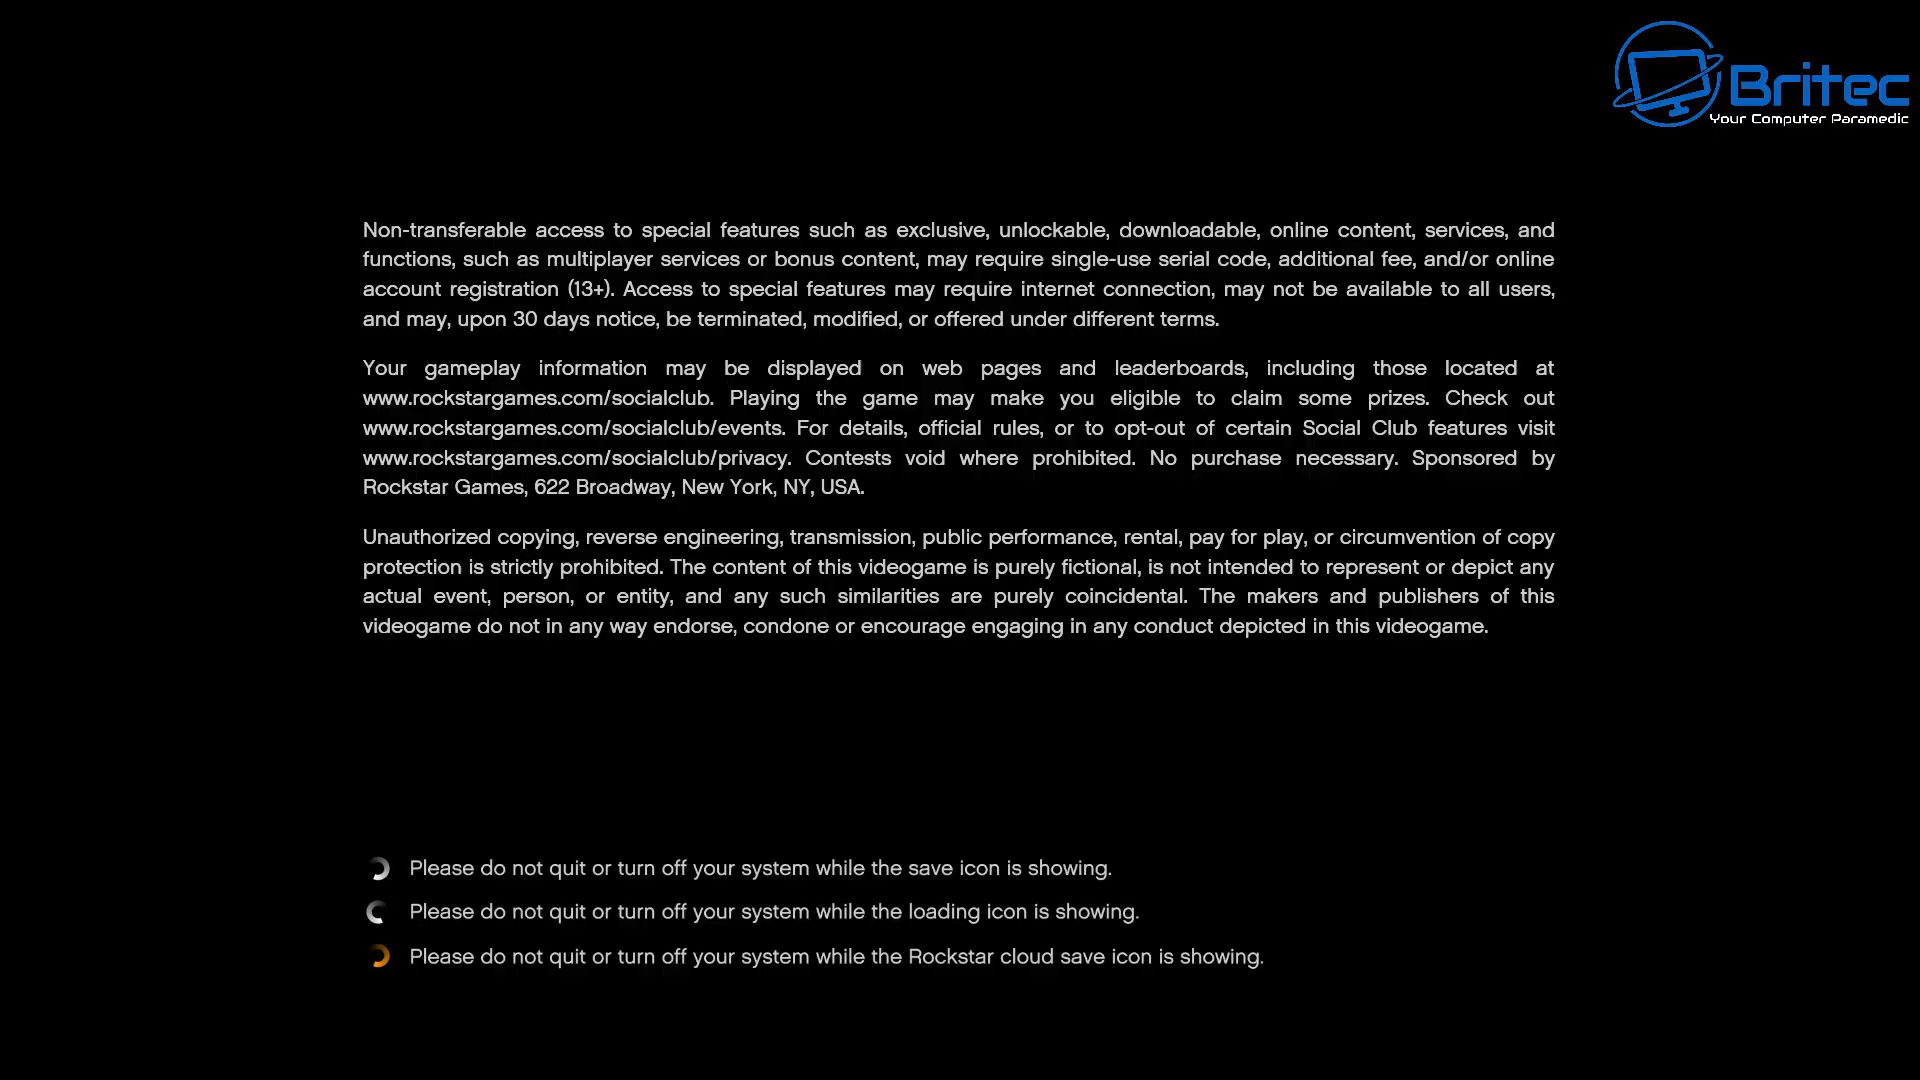 Britec
Your Computer Paramedic
Non-transferable access to special features such as exclusive, unlockable, downloadable, online content, services, and
functions, such as multiplayer services or bonus content, may require single-use serial code, additional fee, and/or online
account registration (13+). Access to special features may require internet connection, may not be available to all users,
and may, upon 30 days notice, be terminated, modified, or offered under different terms.
Your gameplay information may be displayed on web pages and leaderboards, including those located at
www.rockstargames.com/socialclub. Playing the game may make you eligible to claim some prizes. Check out
www.rockstargames.com/socialclub/events. For details, official rules, or to opt-out of certain Social Club features visit
www.rockstargames.com/socialclub/privacy. Contests void where prohibited. No purchase necessary. Sponsored by
Rockstar Games, 622 Broadway, New York, NY, USA.
Unauthorized copying, reverse engineering, transmission, public performance, rental, pay for play, or circumvention of copy
protection is strictly prohibited. The content of this videogame is purely fictional, is not intended to represent or depict any
actual event, person, or entity, and any such similarities are purely coincidental. The makers and publishers of this
videogame do not in any way endorse, condone or encourage engaging in any conduct depicted in this videogame.
Please do not quit or turn off your system while the save icon is showing.
Please do not quit or turn off your system while the loading icon is showing.
Please do not quit or turn off your system while the Rockstar cloud save icon is showing.